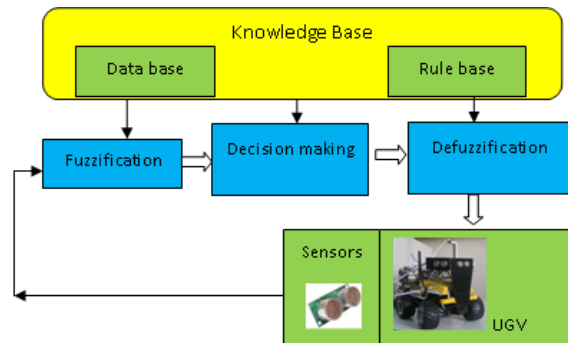 Knowledge Base
Data base
Rule base
Fuzzification
Decision making
Defuzzification
Sensors
UGV